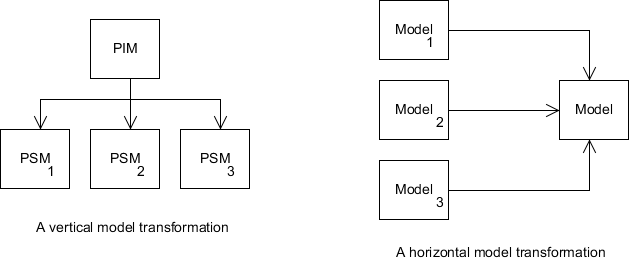 PIM
PSM 1
PSM 2
PSM 3
A vertical model transformation
Model 1
Model 2
Model 3
Model
A horizontal model transformation